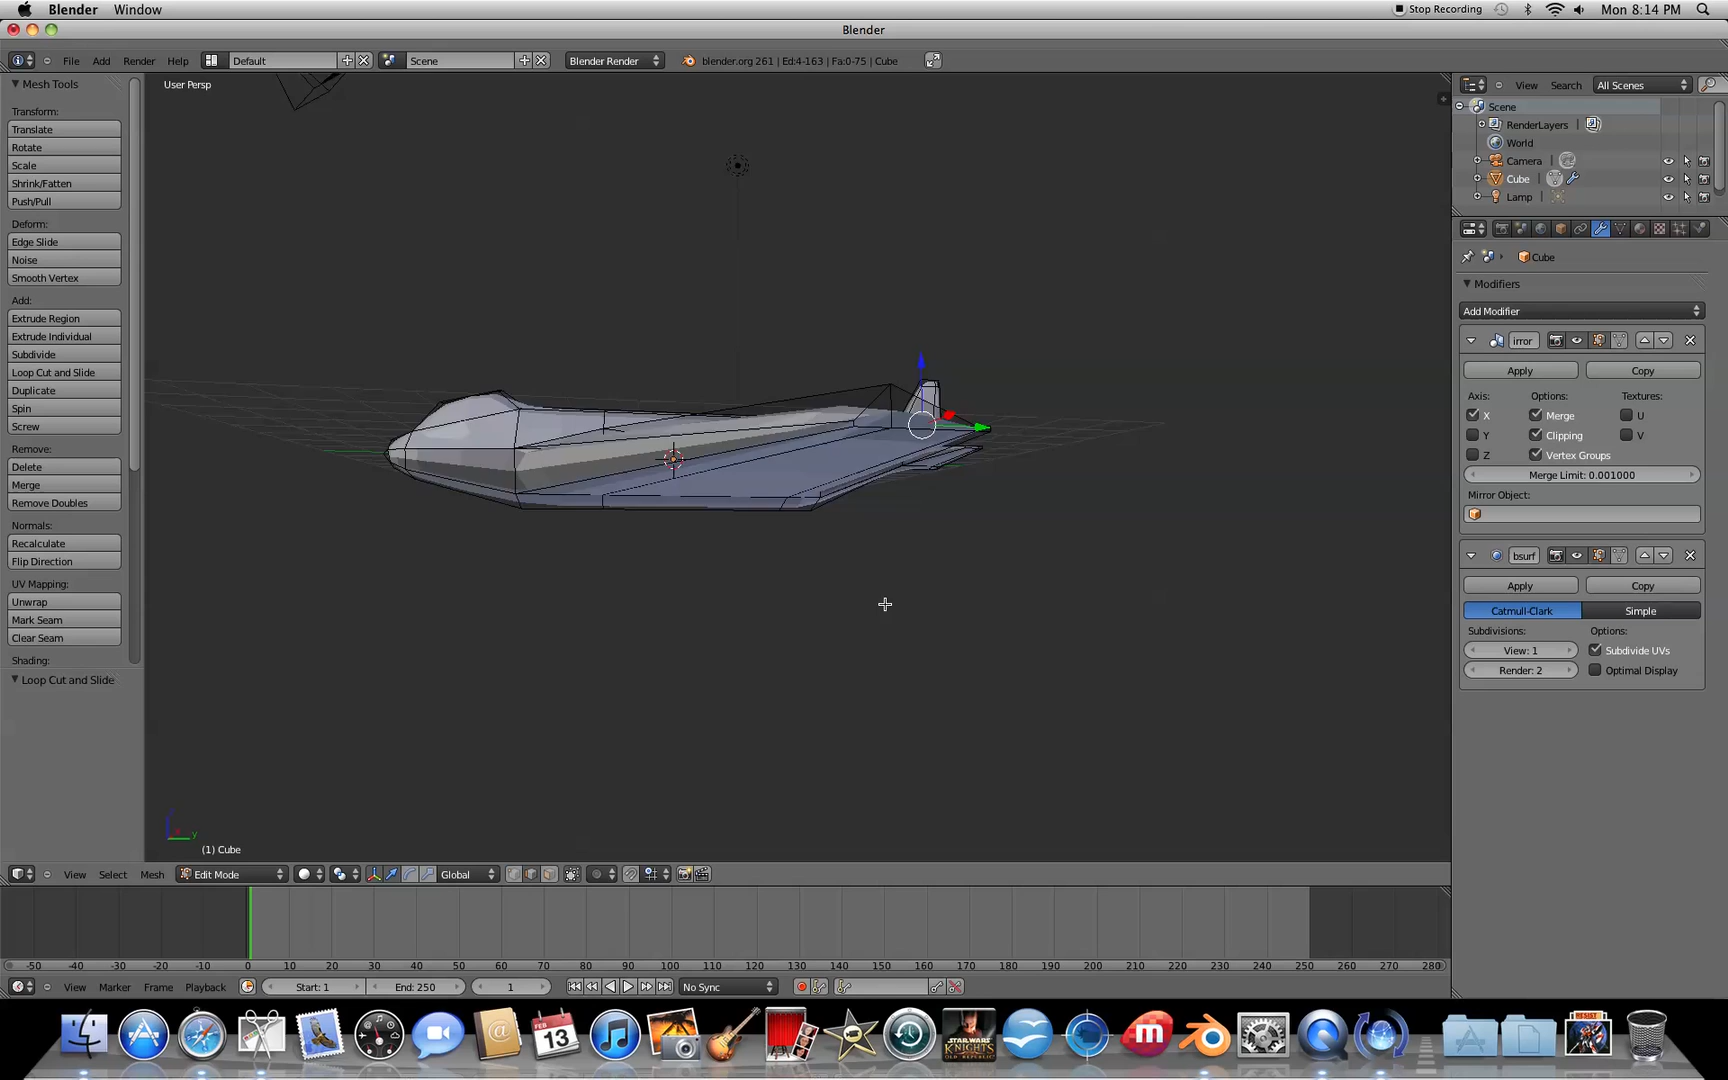 Blender Window
Stop Recording Mon 8:14 PM
Blender
File Add Render Help Default Scene Blender Render blender.org 261 | Ed:4-163 | Fa:0-75 | Cube
Mesh Tools
Transform:
Translate
Rotate
Scale
Shrink/Fatten
Push/Pull
Deform:
Edge Slide
Noise
Smooth Vertex
Add:
Extrude Region
Extrude Individual
Subdivide
Loop Cut and Slide
Duplicate
Spin
Screw
Remove:
Delete
Merge
Remove Doubles
Normals:
Recalculate
Flip Direction
UV Mapping:
Unwrap
Mark Seam
Clear Seam
Shading:
Loop Cut and Slide
User Persp
(1) Cube
View Search All Scenes
Scene
RenderLayers
World
Camera
Cube
Lamp
Cube
Modifiers
Add Modifier
irror
Apply Copy
Axis: Options: Textures:
X Merge U
Y Clipping V
Z Vertex Groups
Merge Limit: 0.001000
Mirror Object:
bsurf
Apply Copy
Catmull-Clark Simple
Subdivisions: Options:
View: 1 Subdivide UVs
Render: 2 Optimal Display
View Select Mesh Edit Mode Global
-50 -40 -30 -20 -10 0 10 20 30 40 50 60 70 80 90 100 110 120 130 140 150 160 170 180 190 200 210 220 230 240 250 260 270 280
View Marker Frame Playback Start: 1 End: 250 1 No Sync
FEB
13
STAR WARS
KNIGHTS
OLD REPUBLIC
m
RESIST